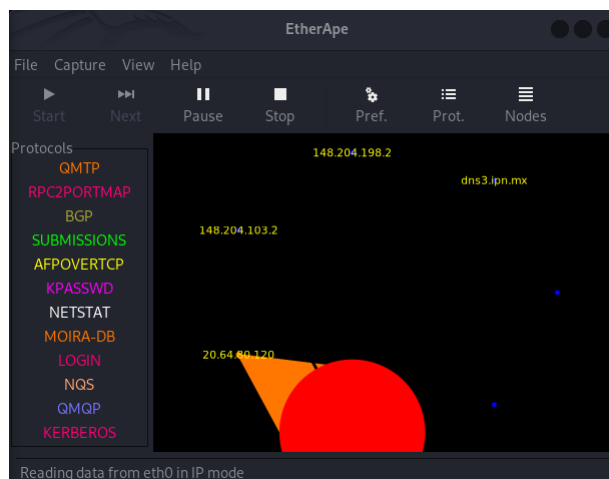 EtherApe
File Capture View Help
Start Next Pause Stop Pref. Prot. Nodes
Protocols
QMTP
RPC2PORTMAP
BGP
SUBMISSIONS
AFPOVERTCP
KPASSWD
NETSTAT
MOIRA-DB
LOGIN
NQS
QMQP
KERBEROS
148.204.198.2
dns3.ipn.mx
148.204.103.2
20.64.80.120
Reading data from eth0 in IP mode